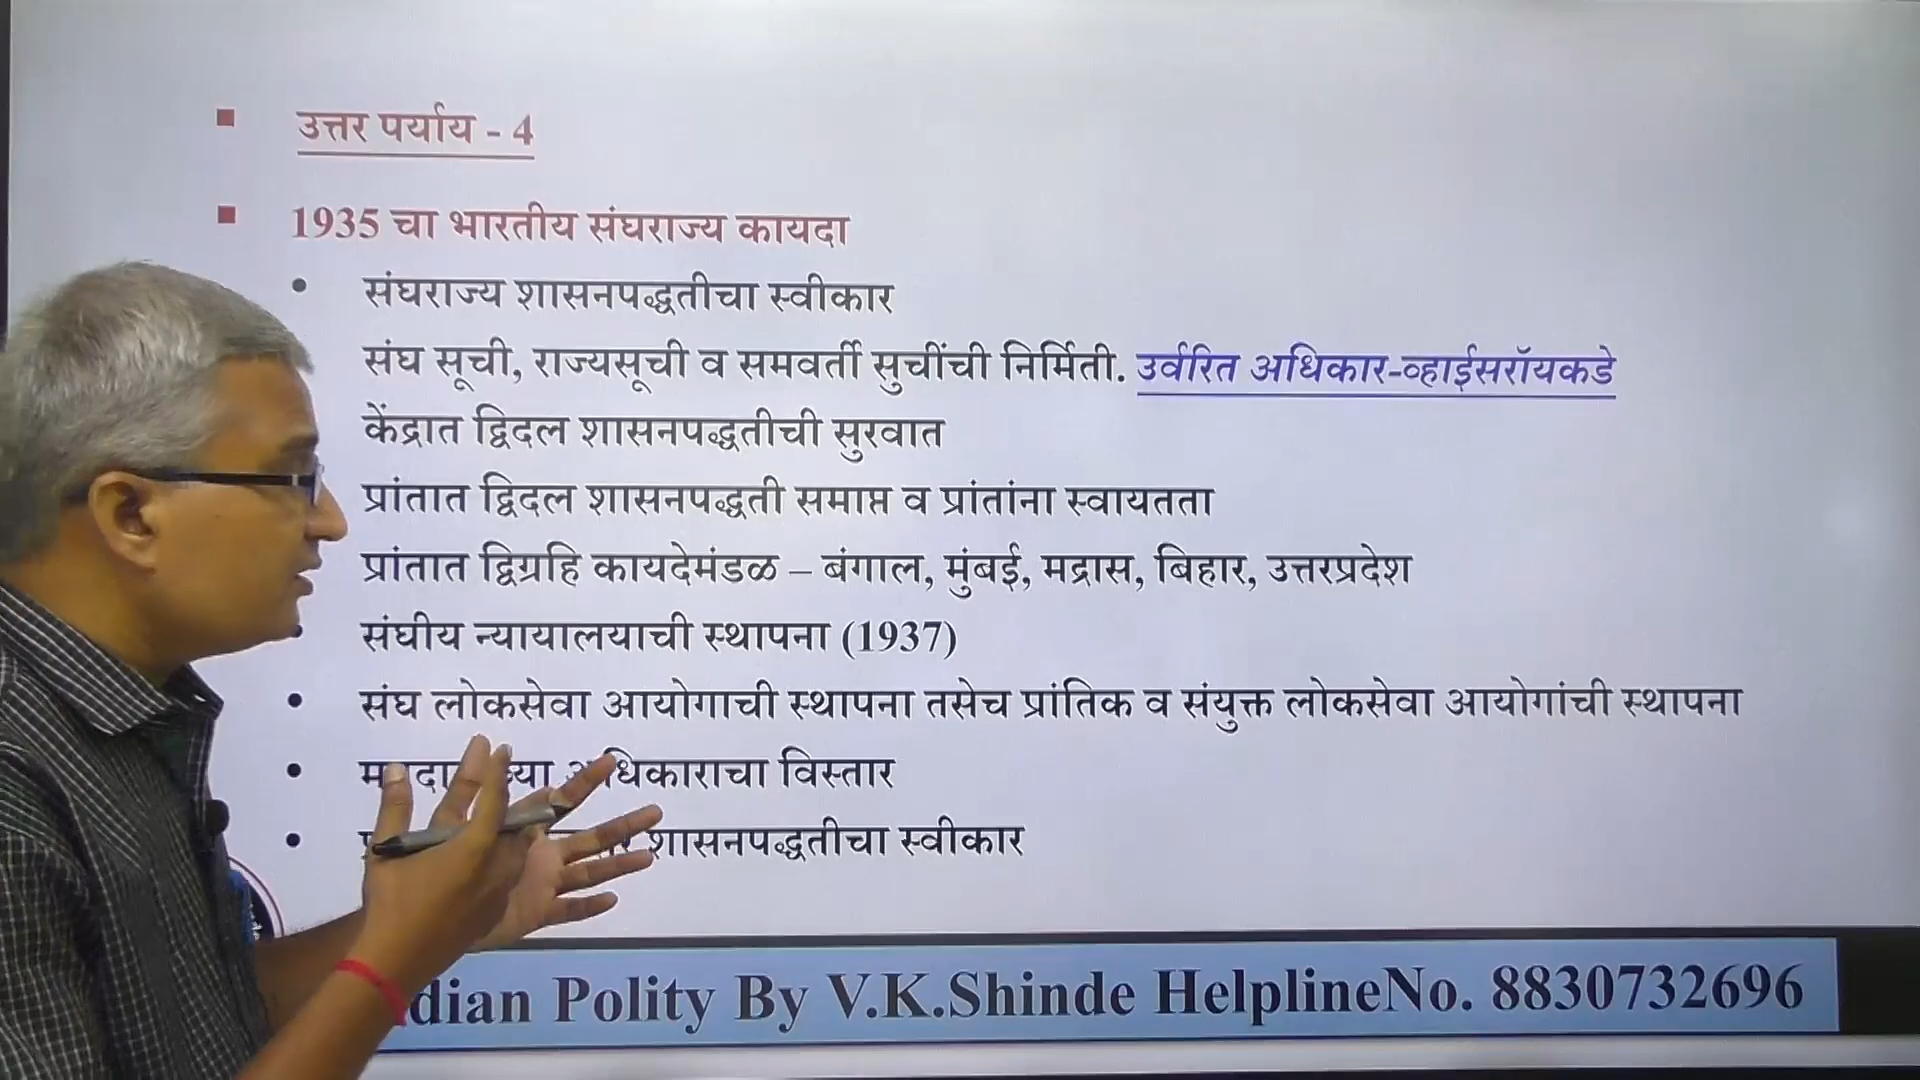 उत्तर पर्याय - 4
1935 चा भारतीय संघराज्य कायदा
संघराज्य शासनपद्धतीचा स्वीकार
संघ सूची, राज्यसूची व समवर्ती सुचींची निर्मिती. उर्वरित अधिकार-व्हाईसरॉयकडे
केंद्रात द्विदल शासनपद्धतीची सुरवात
प्रांतात द्विदल शासनपद्धती समाप्त व प्रांतांना स्वायतता
प्रांतात द्विग्रहि कायदेमंडळ – बंगाल, मुंबई, मद्रास, बिहार, उत्तरप्रदेश
संघीय न्यायालयाची स्थापना (1937)
संघ लोकसेवा आयोगाची स्थापना तसेच प्रांतिक व संयुक्त लोकसेवा आयोगांची स्थापना
विस्तार
शासनपद्धतीचा स्वीकार
Polity By V.K.Shinde HelplineNo. 8830732696